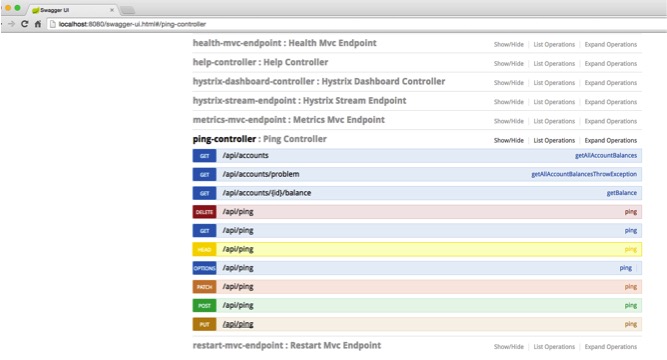 Swagger UI
localhost:8080/swagger-ui.html#/ping-controller
health-mvc-endpoint : Health Mvc Endpoint Show/Hide List Operations Expand Operations
help-controller : Help Controller Show/Hide List Operations Expand Operations
hystrix-dashboard-controller : Hystrix Dashboard Controller Show/Hide List Operations Expand Operations
hystrix-stream-endpoint : Hystrix Stream Endpoint Show/Hide List Operations Expand Operations
metrics-mvc-endpoint : Metrics Mvc Endpoint Show/Hide List Operations Expand Operations
ping-controller : Ping Controller Show/Hide List Operations Expand Operations
GET /api/accounts getAllAccountBalances
GET /api/accounts/problem getAllAccountBalancesThrowException
GET /api/accounts/{id}/balance getBalance
DELETE /api/ping ping
GET /api/ping ping
HEAD /api/ping ping
OPTIONS /api/ping ping
PATCH /api/ping ping
POST /api/ping ping
PUT /api/ping ping
restart-mvc-endpoint : Restart Mvc Endpoint Show/Hide List Operations Expand Operations